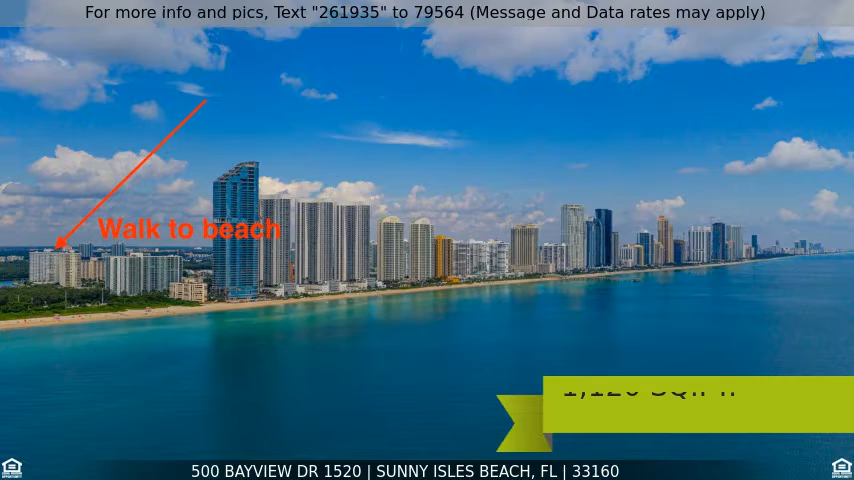 For more info and pics, Text "261935" to 79564 (Message and Data rates may apply)
Walk to beach
500 BAYVIEW DR 1520 | SUNNY ISLES BEACH, FL | 33160